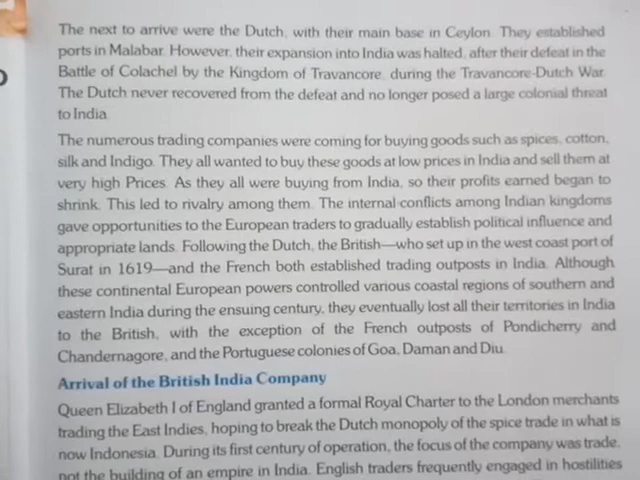 The next to arrive were the Dutch, with their main base in Ceylon. They established
ports in Malabar. However, their expansion into India was halted, after their defeat in the
Battle of Colachel by the Kingdom of Travancore, during the Travancore-Dutch War.
The Dutch never recovered from the defeat and no longer posed a large colonial threat
to India.
The numerous trading companies were coming for buying goods such as spices, cotton,
silk and Indigo. They all wanted to buy these goods at low prices in India and sell them at
very high Prices. As they all were buying from India, so their profits earned began to
shrink. This led to rivalry among them. The internal conflicts among Indian kingdoms
gave opportunities to the European traders to gradually establish political influence and
appropriate lands. Following the Dutch, the British—who set up in the west coast port of
Surat in 1619—and the French both established trading outposts in India. Although
these continental European powers controlled various coastal regions of southern and
eastern India during the ensuing century, they eventually lost all their territories in India
to the British, with the exception of the French outposts of Pondicherry and
Chandernagore, and the Portuguese colonies of Goa, Daman and Diu.
Arrival of the British India Company
Queen Elizabeth I of England granted a formal Royal Charter to the London merchants
trading the East Indies, hoping to break the Dutch monopoly of the spice trade in what is
now Indonesia. During its first century of operation, the focus of the company was trade,
not the building of an empire in India. English traders frequently engaged in hostilities